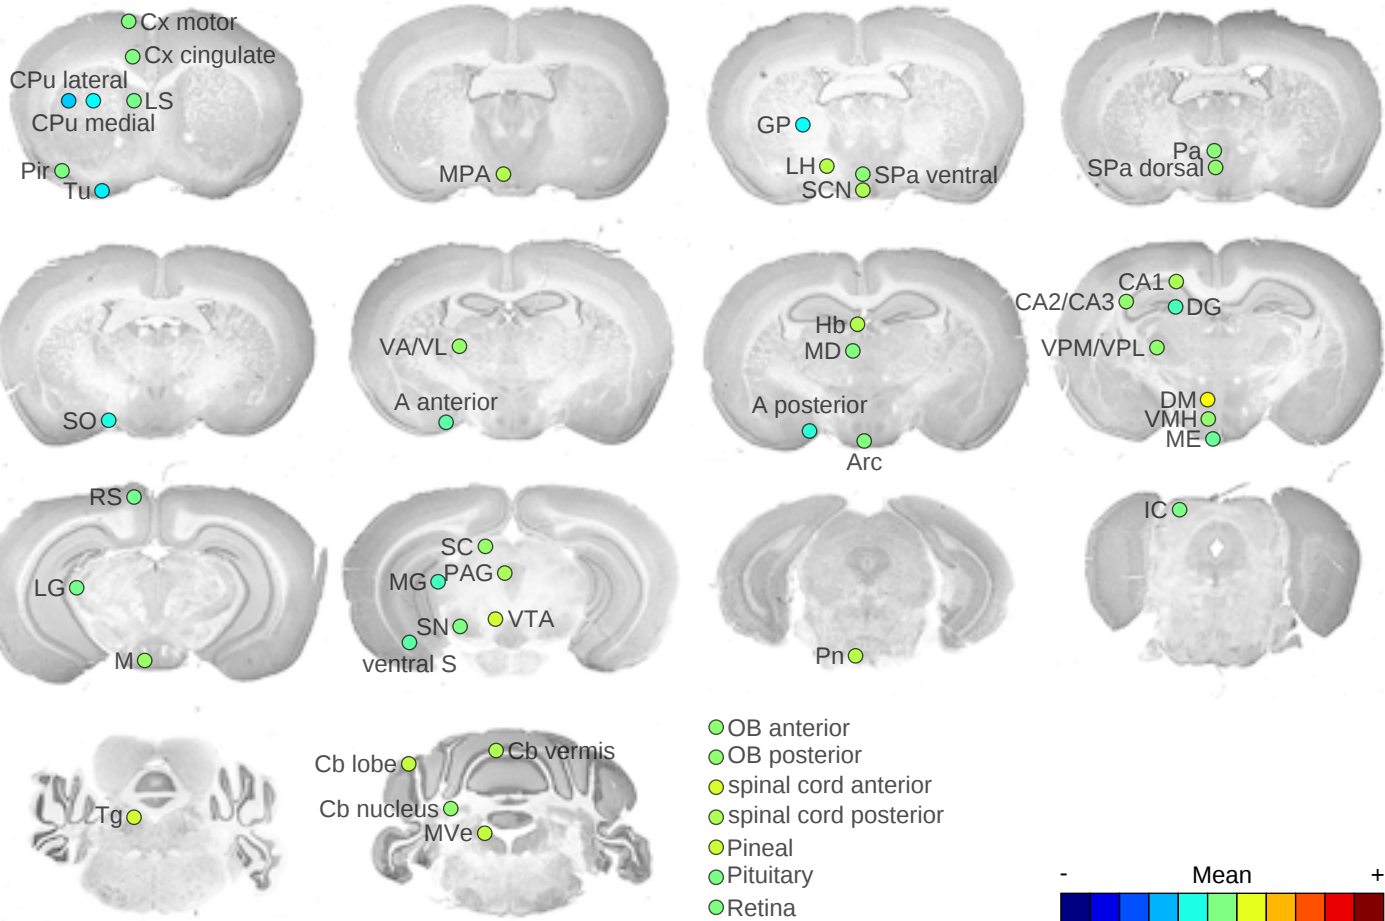 Cx motor
Cx cingulate
CPu lateral
LS
CPu medial
Pir
Tu
MPA
GP
LH
SPa ventral
SCN
Pa
SPa dorsal
SO
VA/VL
A anterior
Hb
MD
A posterior
Arc
CA1
CA2/CA3
DG
VPM/VPL
DM
VMH
ME
RS
LG
M
SC
MG
PAG
SN
VTA
ventral S
Pn
IC
Tg
Cb lobe
Cb vermis
Cb nucleus
MVe
OB anterior
OB posterior
spinal cord anterior
spinal cord posterior
Pineal
Pituitary
Retina
- Mean +